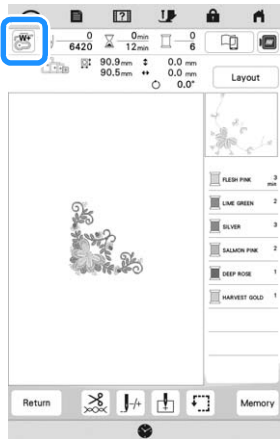 ?
W+
0
6420
0min
12min
0
6
90.9mm
90.5mm
0.0 mm
0.0 mm
0.0°
Layout
FLESH PINK 3 min
LIME GREEN 2
SILVER 3
SALMON PINK 2
DEEP ROSE 1
HARVEST GOLD 1
Return
-/+
Memory